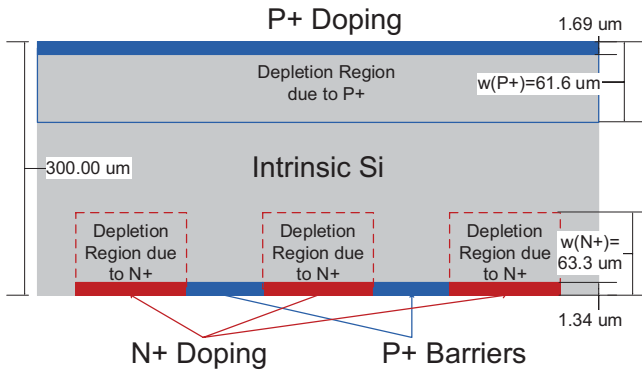 P+ Doping
1.69 um
Depletion Region
due to P+
w(P+)=61.6 um
300.00 um
Intrinsic Si
Depletion
Region due
to N+
Depletion
Region due
to N+
Depletion
Region due
to N+
w(N+)=
63.3 um
1.34 um
N+ Doping
P+ Barriers